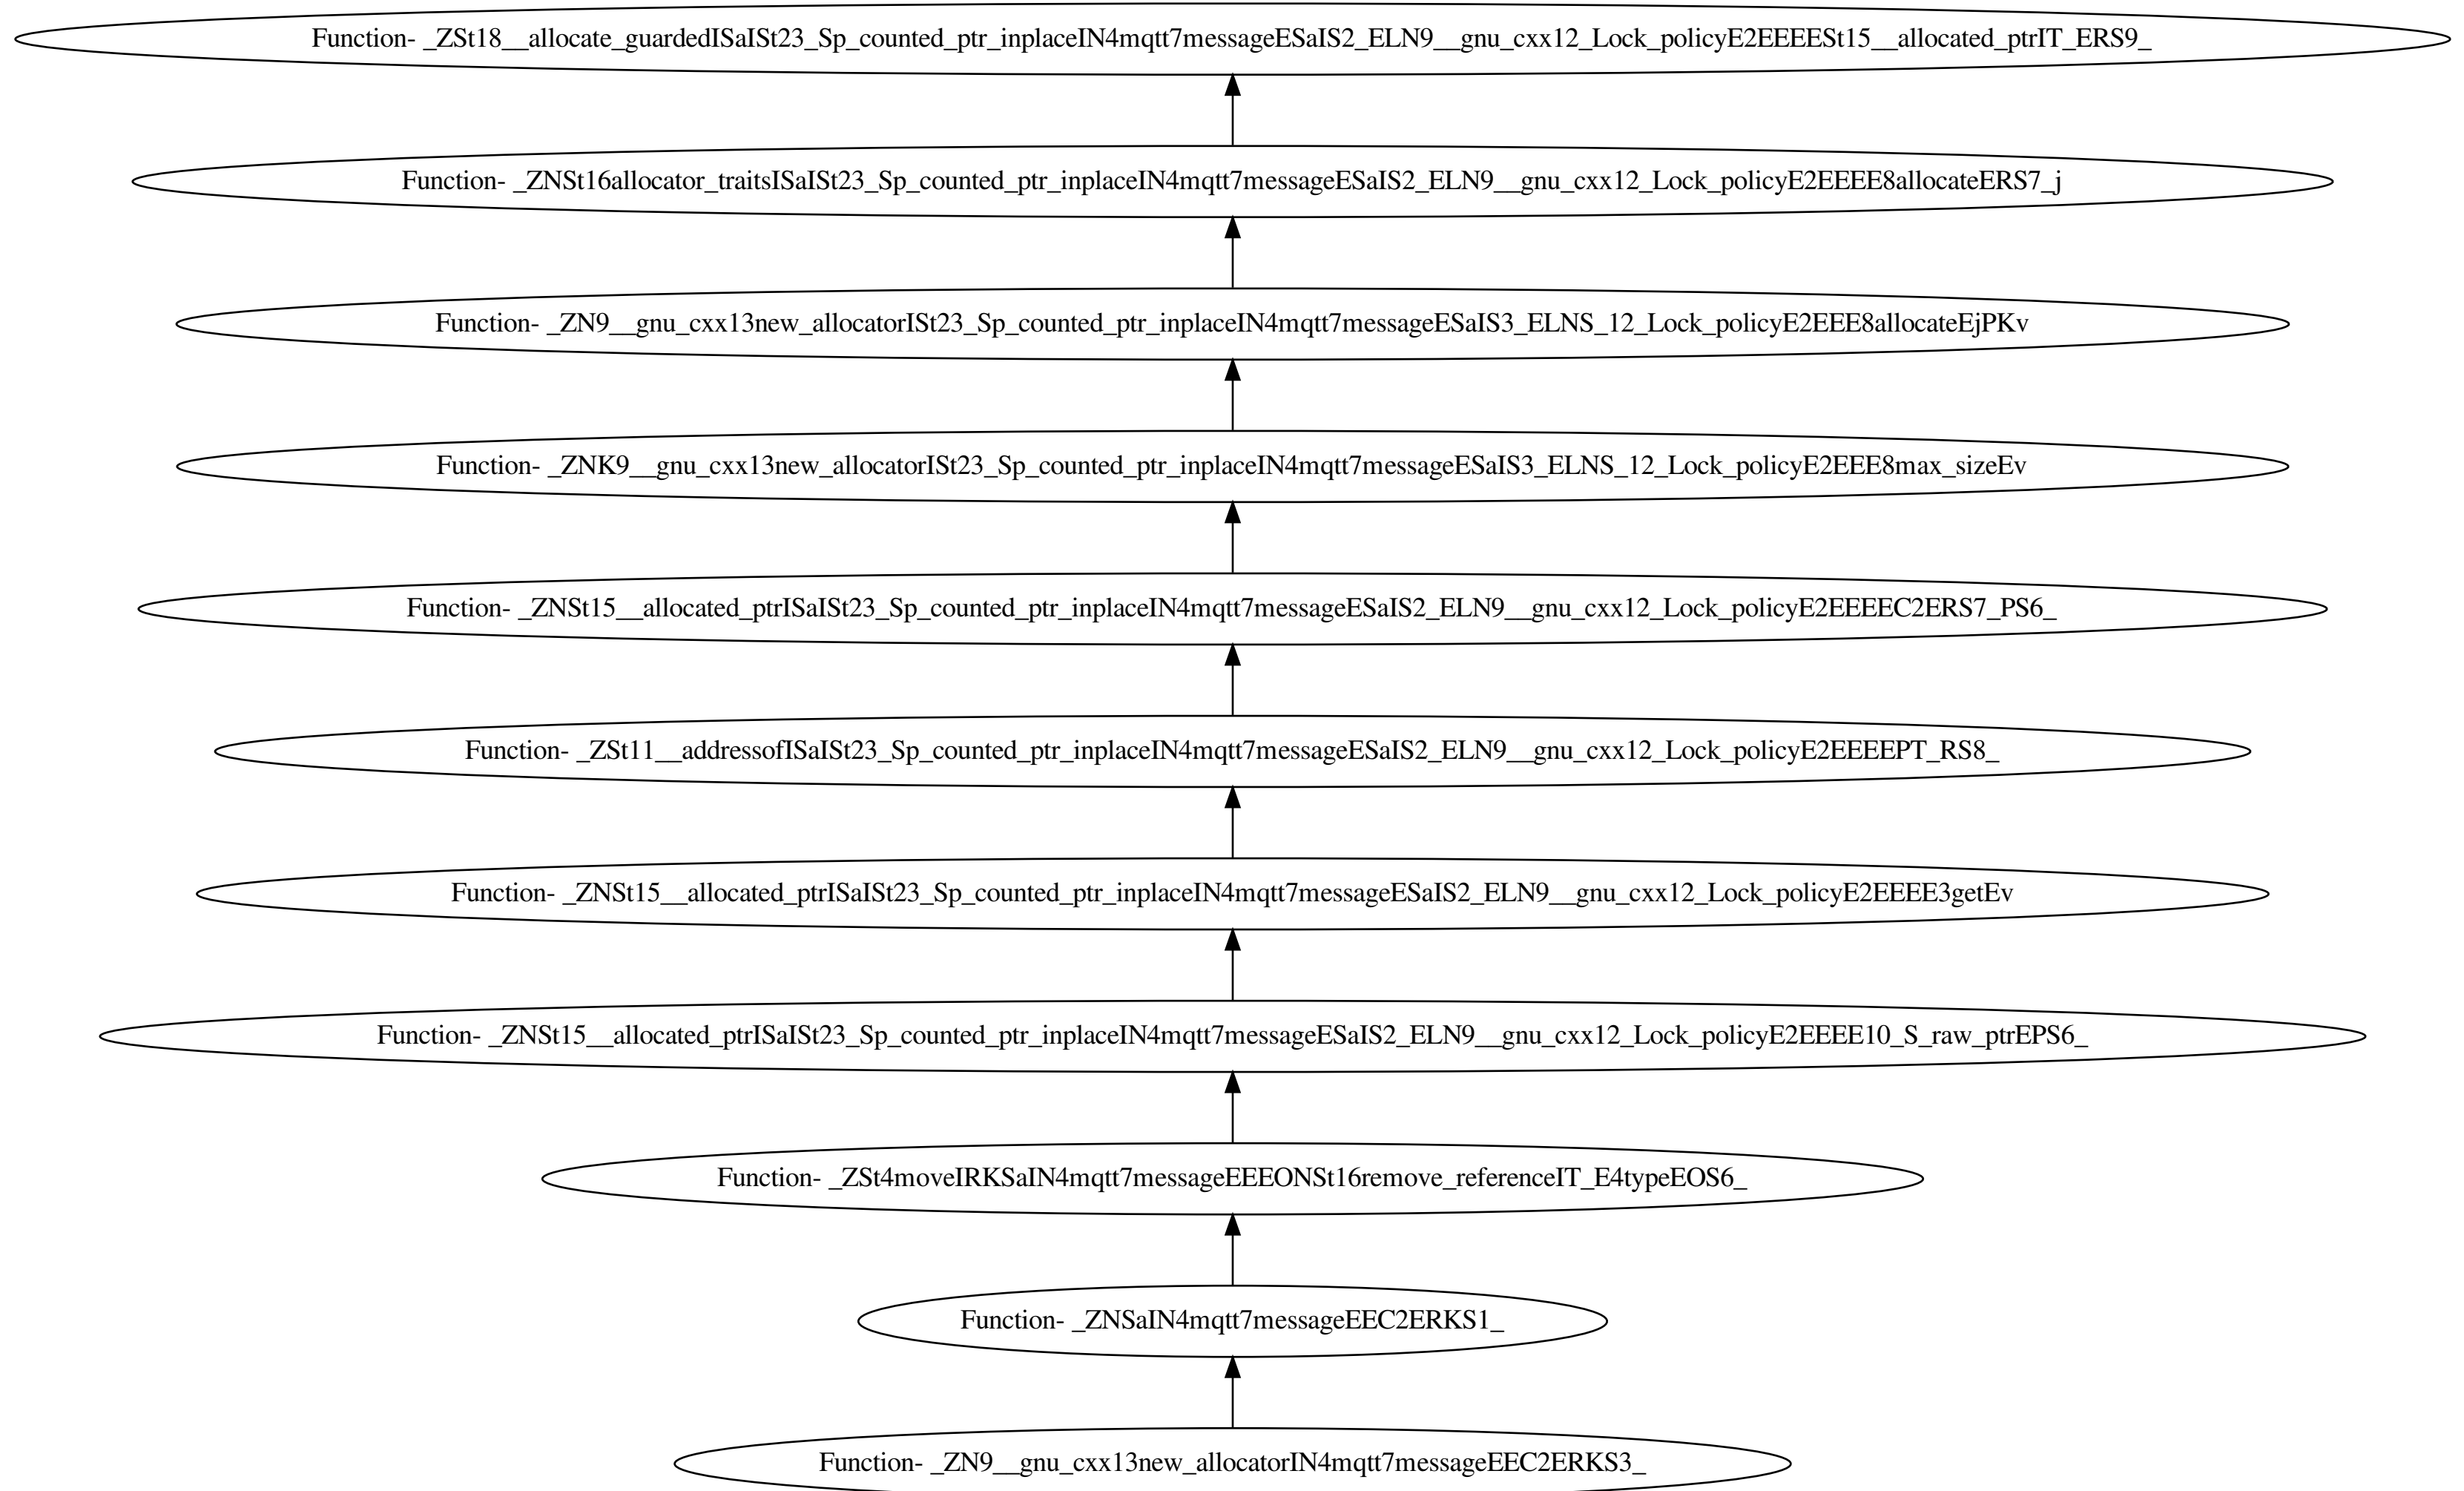 Function- _ZSt18__allocate_guardedISaISt23_Sp_counted_ptr_inplaceIN4mqtt7messageESaIS2_ELN9__gnu_cxx12_Lock_policyE2EEEESt15__allocated_ptrIT_ERS9_
Function- _ZNSt16allocator_traitsISaISt23_Sp_counted_ptr_inplaceIN4mqtt7messageESaIS2_ELN9__gnu_cxx12_Lock_policyE2EEEE8allocateERS7_j
Function- _ZN9__gnu_cxx13new_allocatorISt23_Sp_counted_ptr_inplaceIN4mqtt7messageESaIS3_ELNS_12_Lock_policyE2EEE8allocateEjPKv
Function- _ZNK9__gnu_cxx13new_allocatorISt23_Sp_counted_ptr_inplaceIN4mqtt7messageESaIS3_ELNS_12_Lock_policyE2EEE8max_sizeEv
Function- _ZNSt15__allocated_ptrISaISt23_Sp_counted_ptr_inplaceIN4mqtt7messageESaIS2_ELN9__gnu_cxx12_Lock_policyE2EEEEC2ERS7_PS6_
Function- _ZSt11__addressofISaISt23_Sp_counted_ptr_inplaceIN4mqtt7messageESaIS2_ELN9__gnu_cxx12_Lock_policyE2EEEEPT_RS8_
Function- _ZNSt15__allocated_ptrISaISt23_Sp_counted_ptr_inplaceIN4mqtt7messageESaIS2_ELN9__gnu_cxx12_Lock_policyE2EEEE3getEv
Function- _ZNSt15__allocated_ptrISaISt23_Sp_counted_ptr_inplaceIN4mqtt7messageESaIS2_ELN9__gnu_cxx12_Lock_policyE2EEEE10_S_raw_ptrEPS6_
Function- _ZSt4moveIRKSaIN4mqtt7messageEEEONSt16remove_referenceIT_E4typeEOS6_
Function- _ZNSaIN4mqtt7messageEEC2ERKS1_
Function- _ZN9__gnu_cxx13new_allocatorIN4mqtt7messageEEC2ERKS3_